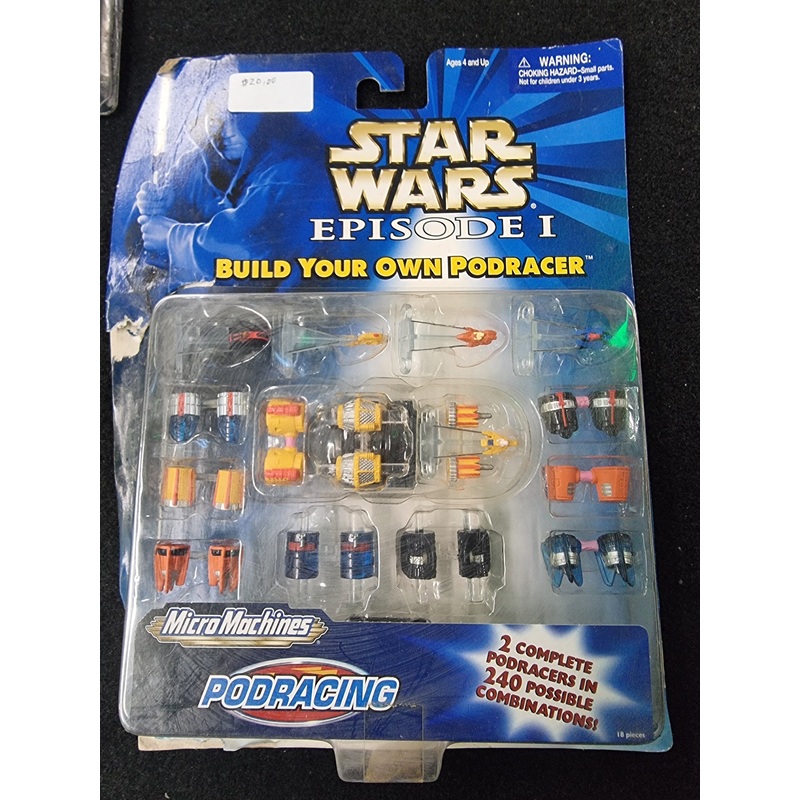 $20.00
Ages 4 and Up
WARNING:
CHOKING HAZARD–Small parts.
Not for children under 3 years.
STAR
WARS®
EPISODE I
BUILD YOUR OWN PODRACER™
Micro Machines
PODRACING
2 COMPLETE
PODRACERS IN
240 POSSIBLE
COMBINATIONS!
18 pieces